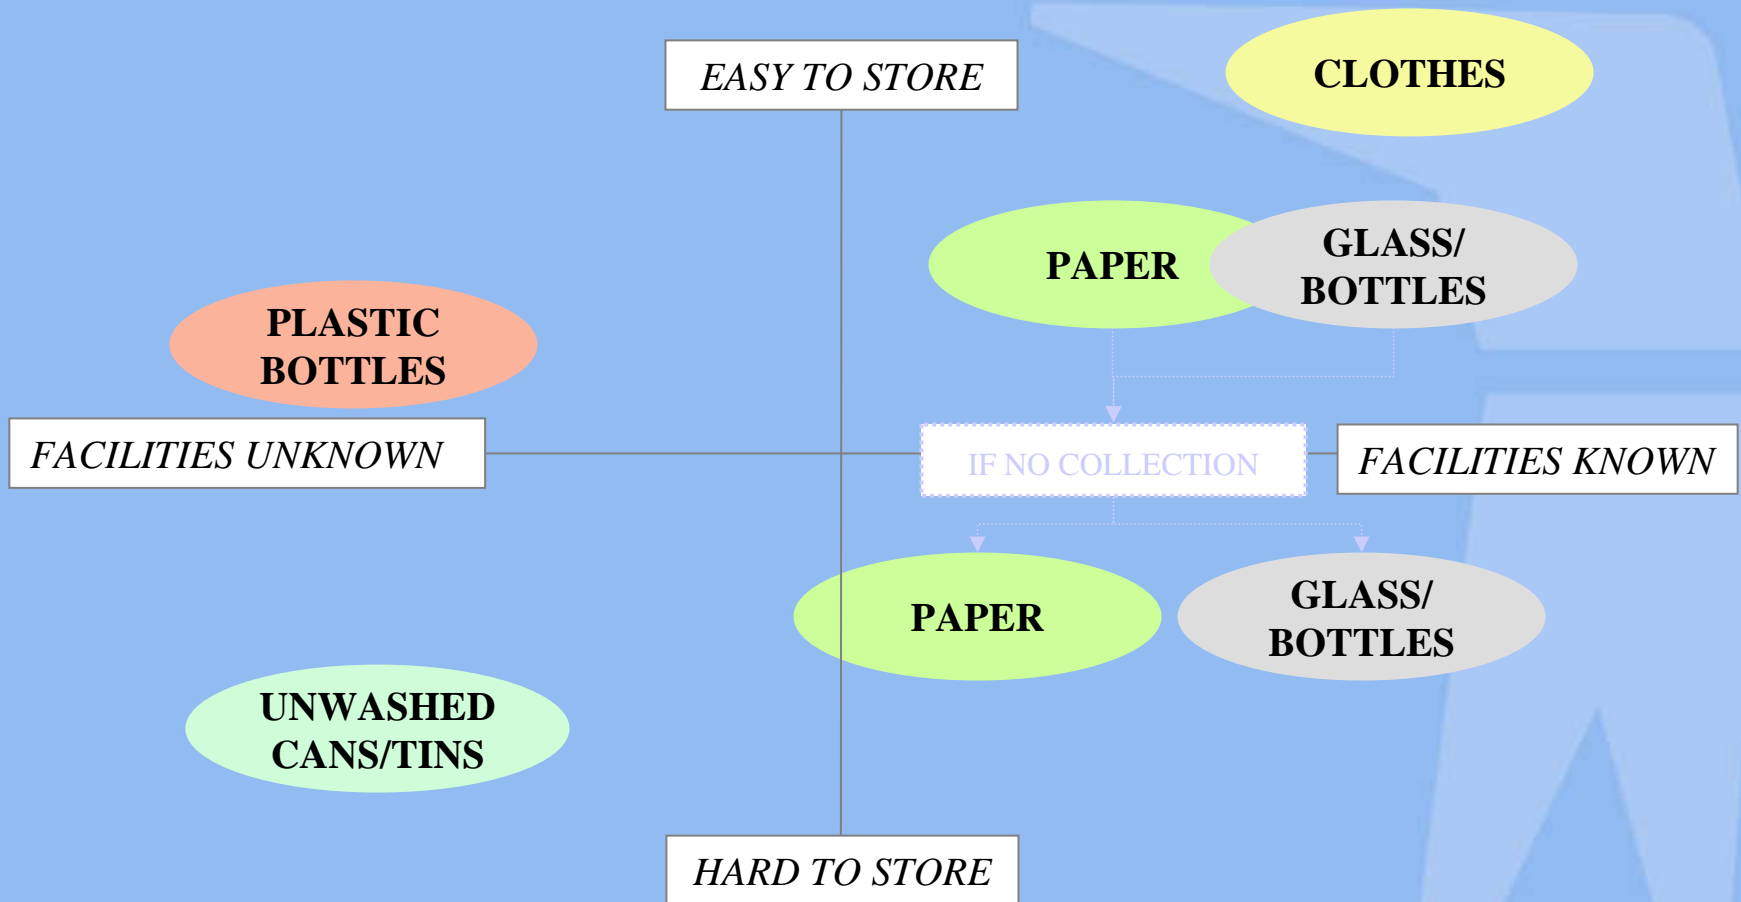 EASY TO STORE
CLOTHES
PAPER
GLASS/
BOTTLES
PLASTIC
BOTTLES
FACILITIES UNKNOWN
IF NO COLLECTION
FACILITIES KNOWN
PAPER
GLASS/
BOTTLES
UNWASHED
CANS/TINS
HARD TO STORE